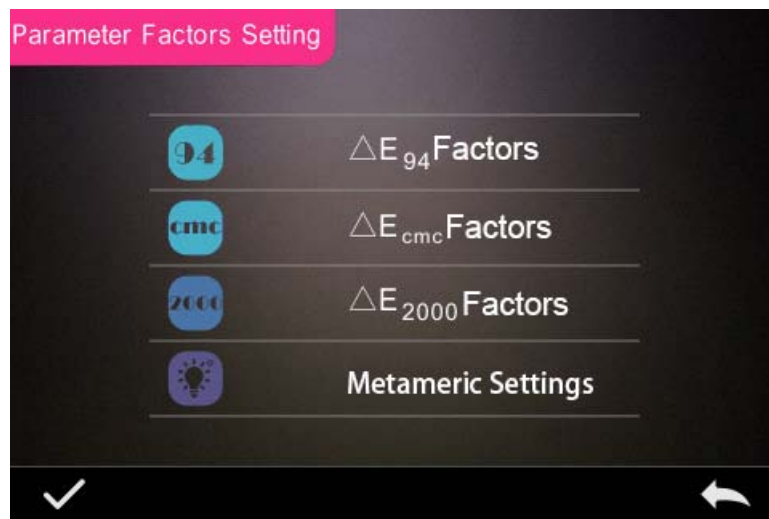 Parameter Factors Setting
94 △E94Factors
cmc △EcmcFactors
2000 △E2000Factors
Metameric Settings